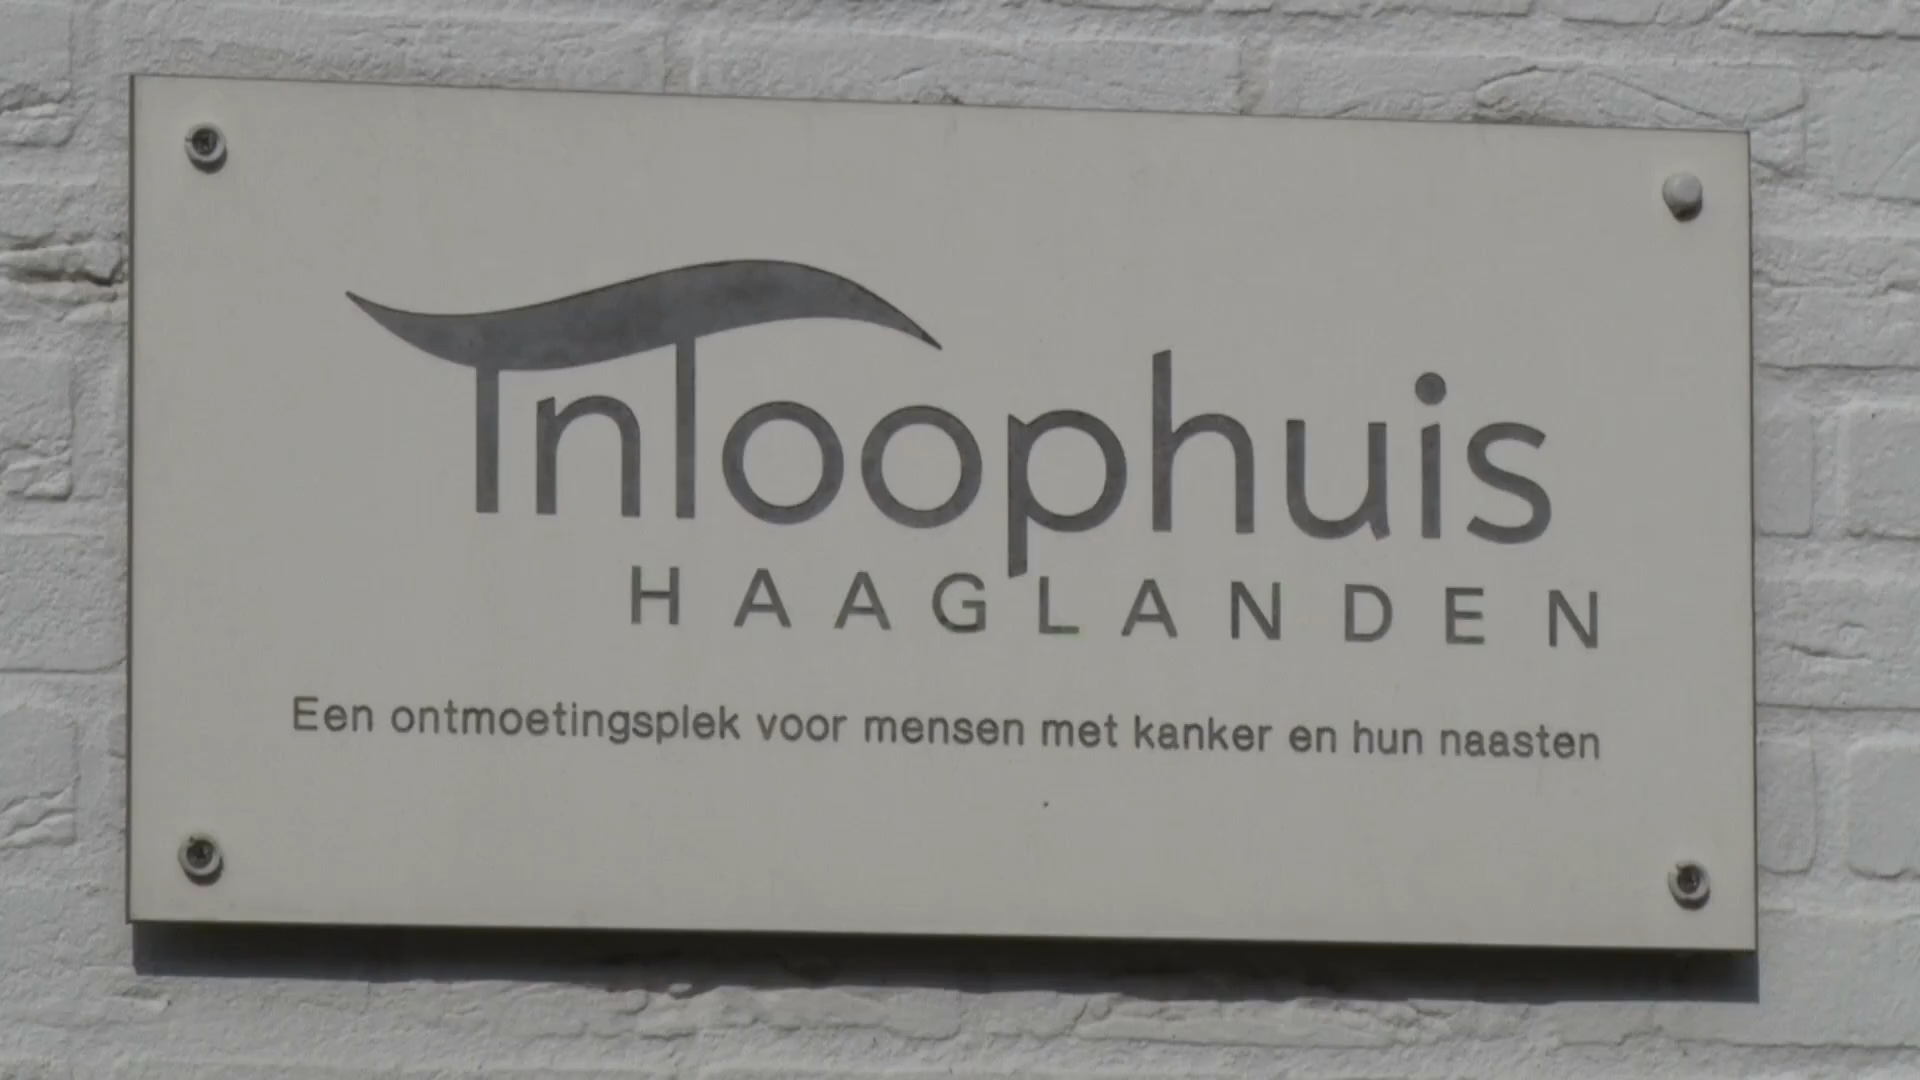 Inloophuis
HAAGLANDEN
Een ontmoetingsplek voor mensen met kanker en hun naasten